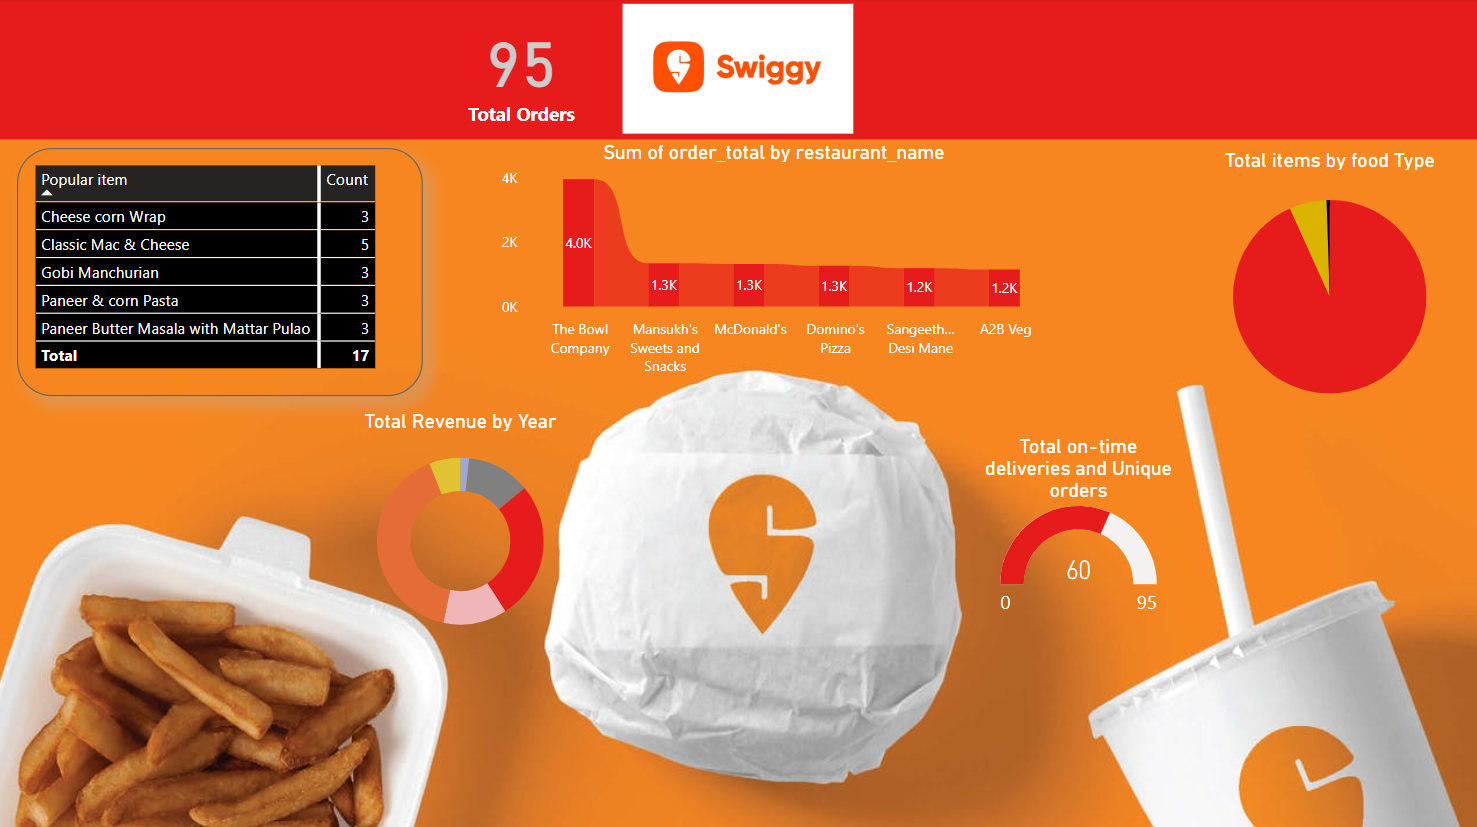 95
Total Orders
Swiggy
Popular item Count
Cheese corn Wrap 3
Classic Mac & Cheese 5
Gobi Manchurian 3
Paneer & corn Pasta 3
Paneer Butter Masala with Mattar Pulao 3
Total 17
Sum of order_total by restaurant_name
4K
2K
0K
4.0K
1.3K
1.3K
1.3K
1.2K
1.2K
The Bowl
Company
Mansukh's
Sweets and
Snacks
McDonald's
Domino's
Pizza
Sangeeth...
Desi Mane
A2B Veg
Total items by food Type
Total Revenue by Year
Total on-time
deliveries and Unique
orders
60
0
95